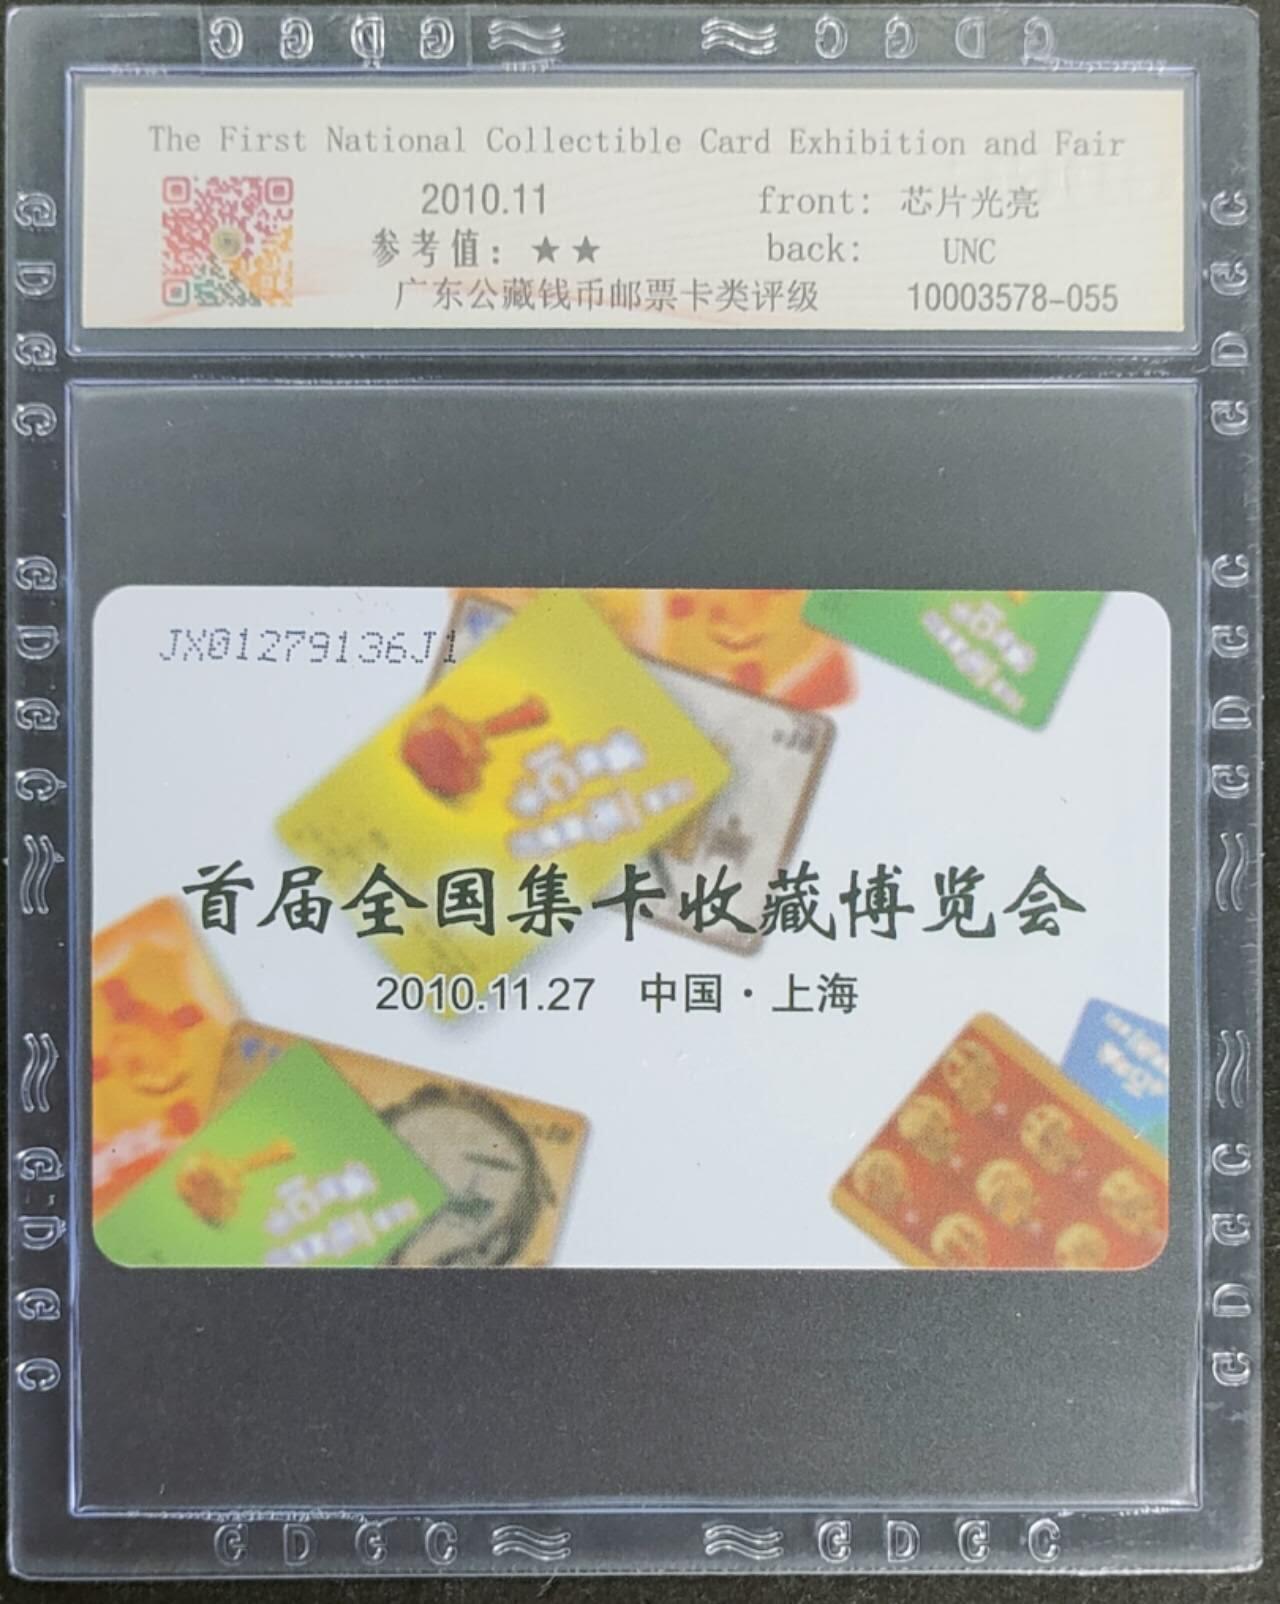 The First National Collectible Card Exhibition and Fair
2010.11 front: 芯片光亮
参考值: ★★ back: UNC
广东公藏钱币邮票卡类评级 10003578-055
JX01279136J1
首届全国集卡收藏博览会
2010.11.27 中国·上海